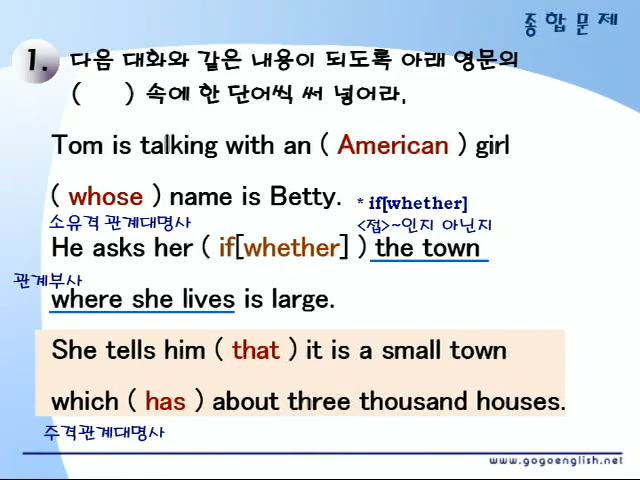 종합문제
1. 다음 대화와 같은 내용이 되도록 아래 영문의
(      ) 속에 한 단어씩 써 넣어라.
Tom is talking with an ( American ) girl
( whose ) name is Betty.
* if[whether]
소유격 관계대명사
<접>~인지 아닌지
He asks her ( if[whether] ) the town
관계부사
where she lives is large.
She tells him ( that ) it is a small town
which ( has ) about three thousand houses.
주격관계대명사
www.gogoenglish.net